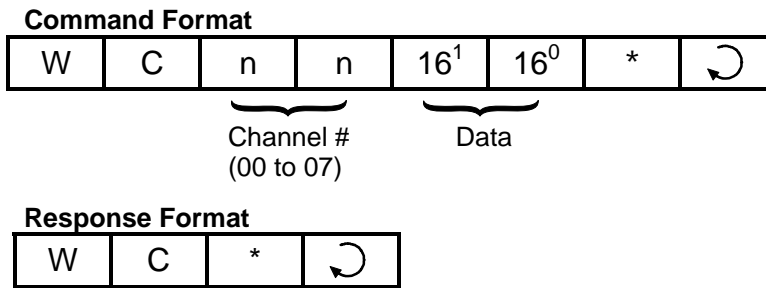 Command Format
W C n n 16¹ 16⁰ *
Channel # Data
(00 to 07)
Response Format
W C *